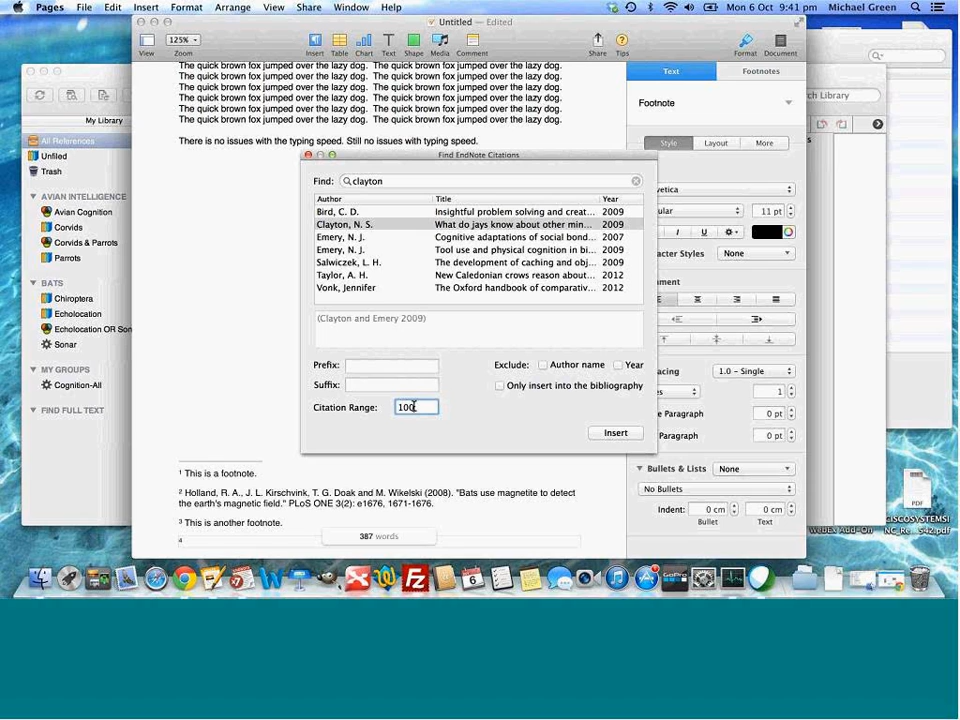 Pages File Edit Insert Format Arrange View Share Window Help
Mon 6 Oct 9:41 pm Michael Green
Untitled — Edited
125%
View Zoom Insert Table Chart Text Shape Media Comment Share Tips Format Document
The quick brown fox jumped over the lazy dog. The quick brown fox jumped over the lazy dog.
The quick brown fox jumped over the lazy dog. The quick brown fox jumped over the lazy dog.
The quick brown fox jumped over the lazy dog. The quick brown fox jumped over the lazy dog.
The quick brown fox jumped over the lazy dog. The quick brown fox jumped over the lazy dog.
The quick brown fox jumped over the lazy dog. The quick brown fox jumped over the lazy dog.
The quick brown fox jumped over the lazy dog. The quick brown fox jumped over the lazy dog.
There is no issues with the typing speed. Still no issues with typing speed.
My Library
All References
Unfiled
Trash
AVIAN INTELLIGENCE
Avian Cognition
Corvids
Corvids & Parrots
Parrots
BATS
Chiroptera
Echolocation
Echolocation OR Son
Sonar
MY GROUPS
Cognition-All
FIND FULL TEXT
Find EndNote Citations
Find: clayton
Author Title Year
Bird, C. D. Insightful problem solving and creat... 2009
Clayton, N. S. What do jays know about other min... 2009
Emery, N. J. Cognitive adaptations of social bond... 2007
Emery, N. J. Tool use and physical cognition in bi... 2009
Salwiczek, L. H. The development of caching and obj... 2009
Taylor, A. H. New Caledonian crows reason about... 2012
Vonk, Jennifer The Oxford handbook of comparativ... 2012
(Clayton and Emery 2009)
Prefix: Exclude: Author name Year
Suffix: Only insert into the bibliography
Citation Range: 100
Insert
1 This is a footnote.
2 Holland, R. A., J. L. Kirschvink, T. G. Doak and M. Wikelski (2008). "Bats use magnetite to detect
the earth's magnetic field." PLoS ONE 3(2): e1676, 1671-1676.
3 This is another footnote.
4
387 words
Text Footnotes
Footnote
Style Layout More
vetica
ular 11 pt
I U
acter Styles None
ment
acing 1.0 - Single
es 1
e Paragraph 0 pt
Paragraph 0 pt
Bullets & Lists None
No Bullets
Indent: 0 cm 0 cm
Bullet Text
ch Library
s
PDF
WebEx Add-On